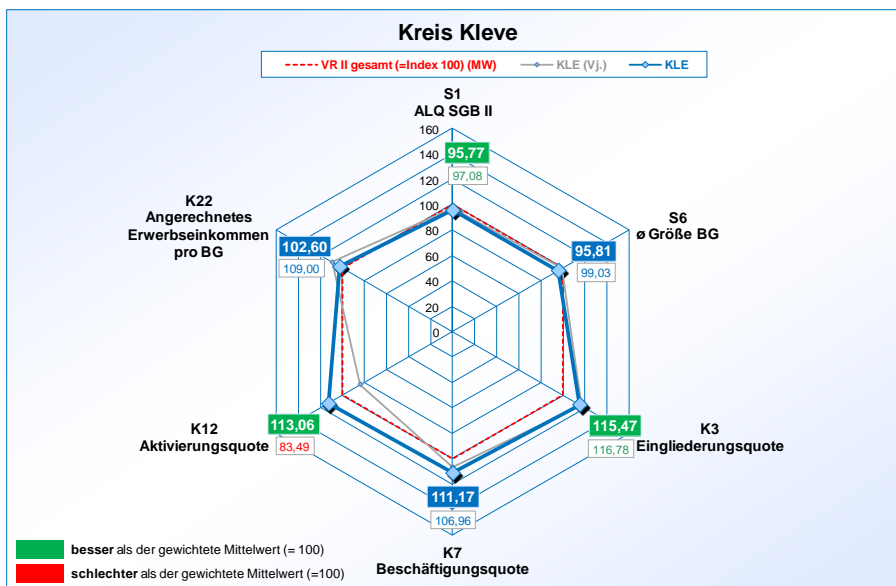 Kreis Kleve
VR II gesamt (=Index 100) (MW)
KLE (Vj.)
KLE
S1
ALQ SGB II
160
140
120
100
80
60
40
20
0
95,77
97,08
S6
ø Größe BG
95,81
99,03
K3
Eingliederungsquote
115,47
116,78
K7
Beschäftigungsquote
111,17
106,96
K12
Aktivierungsquote
113,06
83,49
K22
Angerechnetes
Erwerbseinkommen
pro BG
102,60
109,00
besser als der gewichtete Mittelwert (= 100)
schlechter als der gewichtete Mittelwert (=100)